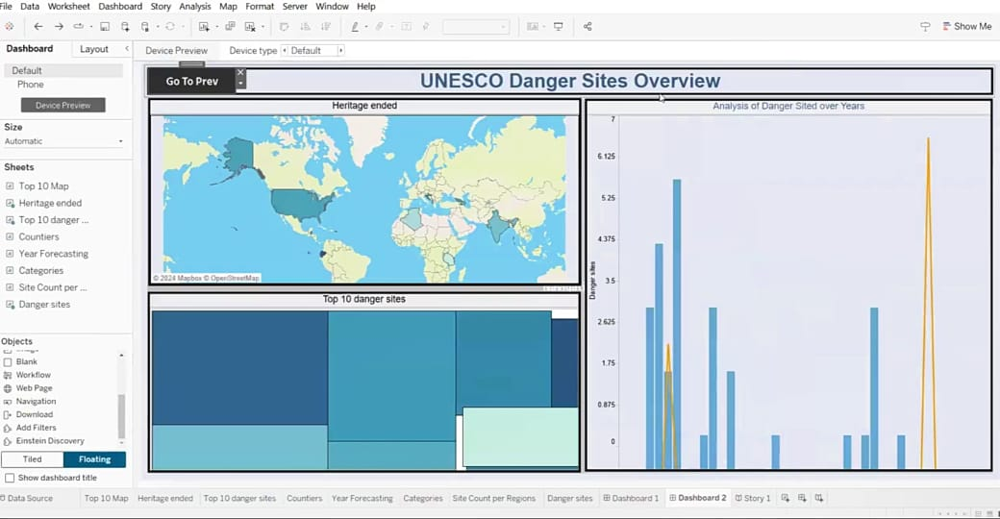 File Data Worksheet Dashboard Story Analysis Map Format Server Window Help
Show Me
Dashboard Layout
Device Preview Device type Default
Default
Phone
Device Preview
Size
Automatic
Sheets
Top 10 Map
Heritage ended
Top 10 danger ...
Countiers
Year Forecasting
Categories
Site Count per ...
Danger sites
Objects
Blank
Workflow
Web Page
Navigation
Download
Add Filters
Einstein Discovery
Tiled Floating
Show dashboard title
Go To Prev
UNESCO Danger Sites Overview
Heritage ended
© 2024 Mapbox © OpenStreetMap
Top 10 danger sites
Analysis of Danger Sited over Years
7
6.125
5.25
4.375
3.5
2.625
1.75
0.875
0
Danger sites
Data Source Top 10 Map Heritage ended Top 10 danger sites Countiers Year Forecasting Categories Site Count per Regions Danger sites Dashboard 1 Dashboard 2 Story 1